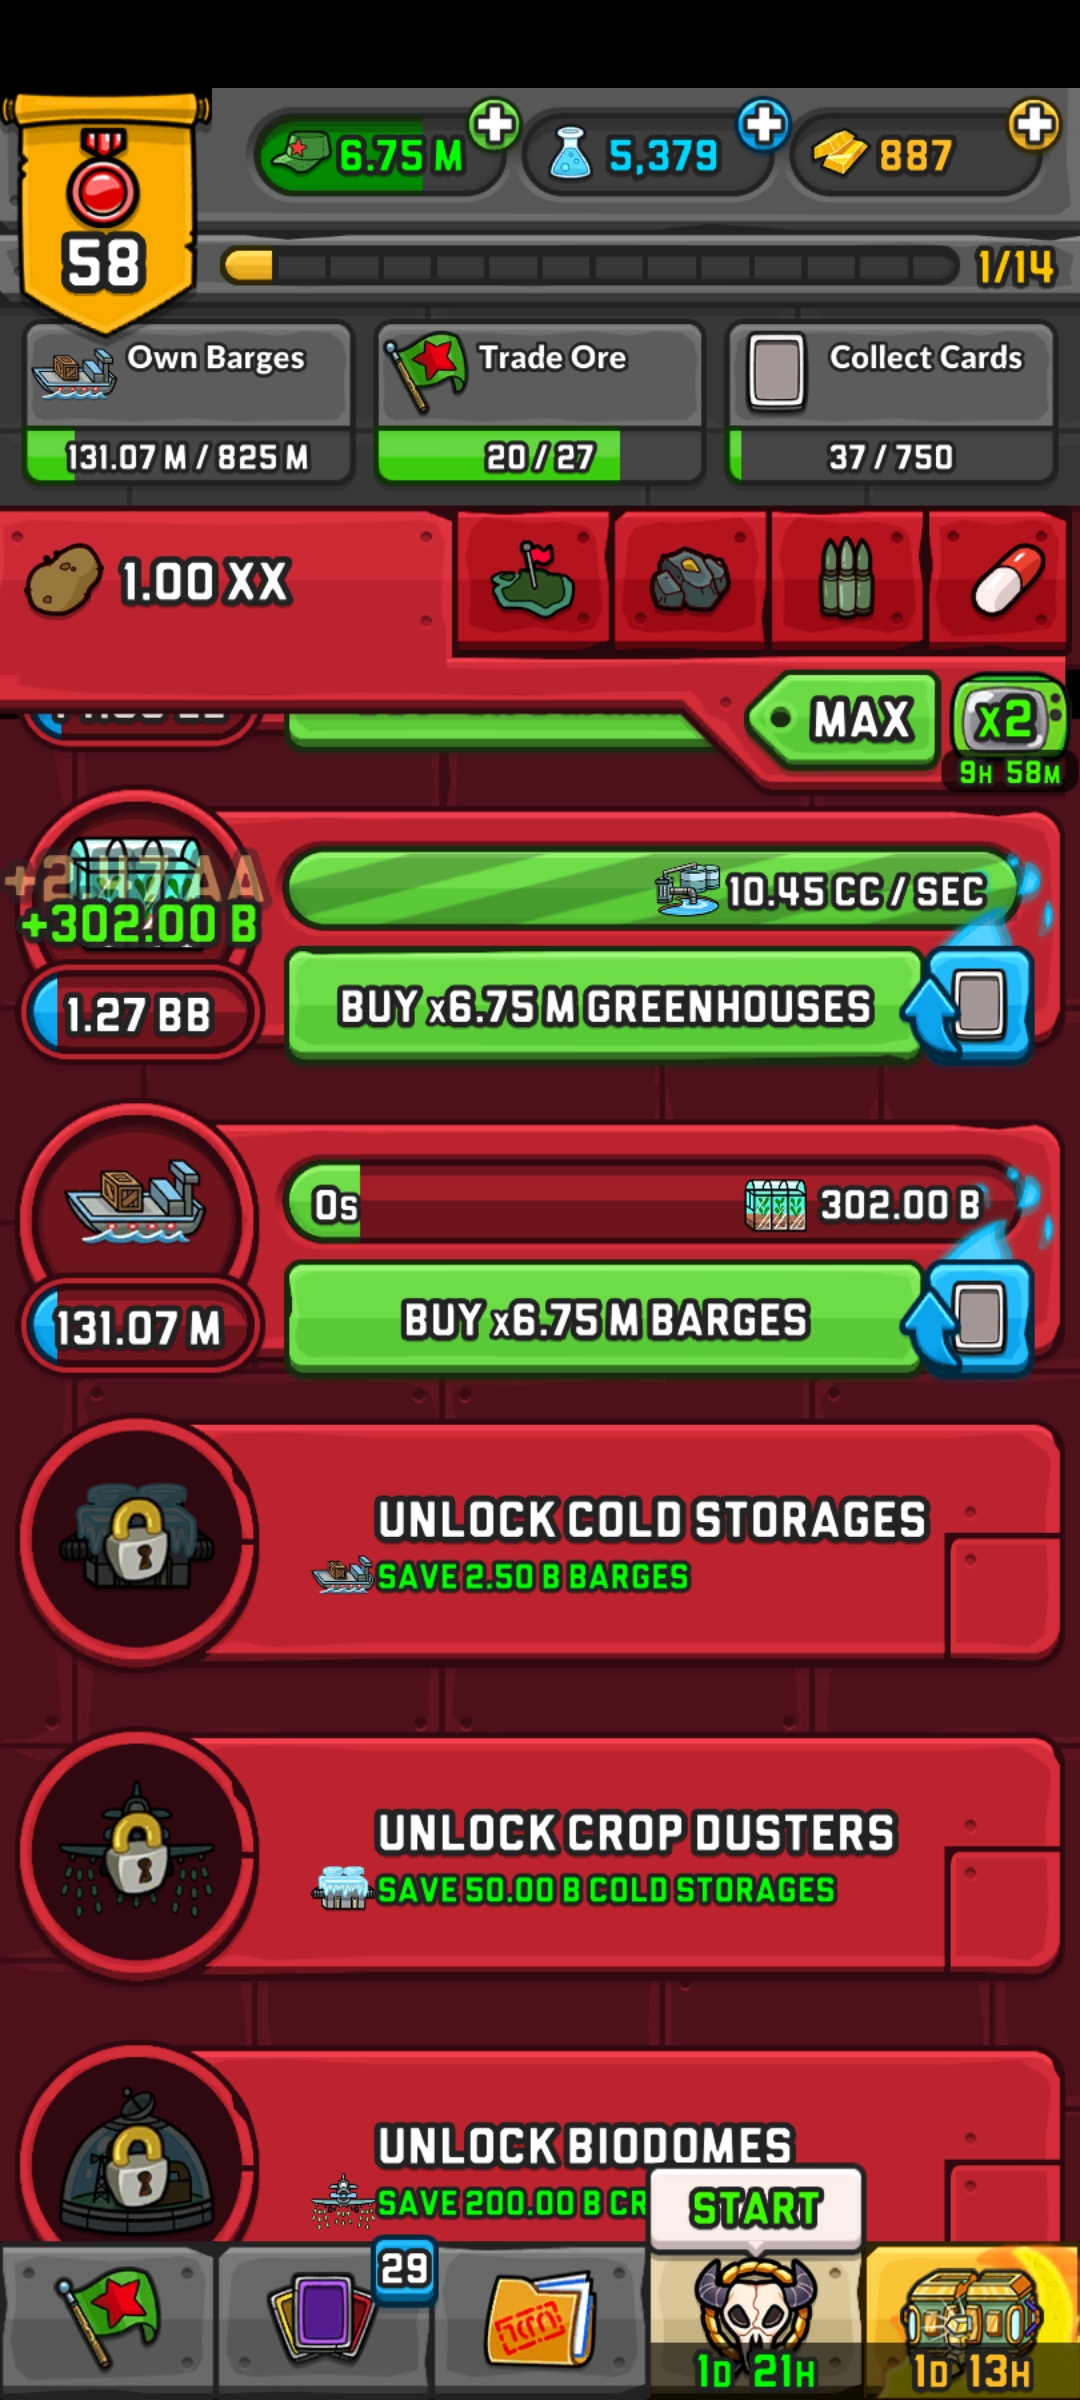 6.75 M
5,379
887
58
1/14
Own Barges
Trade Ore
Collect Cards
131.07 M / 825 M
20 / 27
37 / 750
1.00 XX
MAX
x2
9H 58M
+302.00 B
10.45 CC / SEC
1.27 BB
BUY x6.75 M GREENHOUSES
0s
302.00 B
131.07 M
BUY x6.75 M BARGES
UNLOCK COLD STORAGES
SAVE 2.50 B BARGES
UNLOCK CROP DUSTERS
SAVE 50.00 B COLD STORAGES
UNLOCK BIODOMES
SAVE 200.00 B CR
START
29
1D 21H
1D 13H